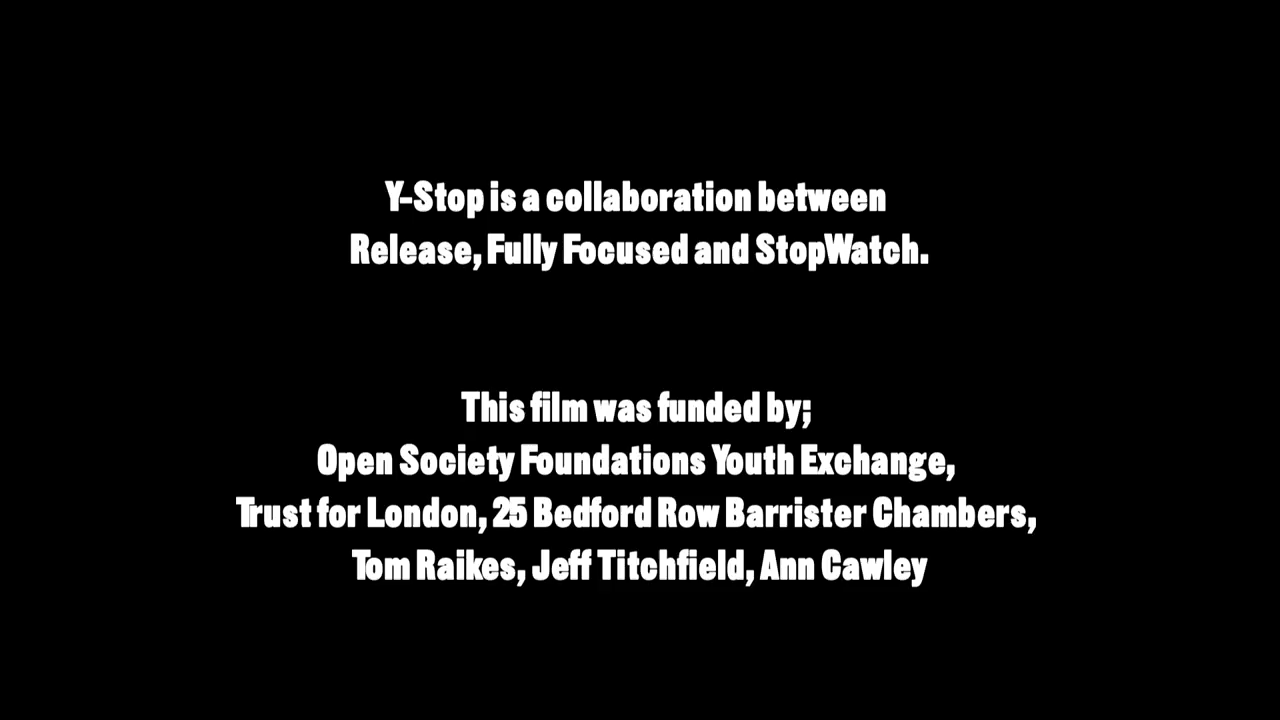 Y-Stop is a collaboration between
Release, Fully Focused and StopWatch.
This film was funded by;
Open Society Foundations Youth Exchange,
Trust for London, 25 Bedford Row Barrister Chambers,
Tom Raikes, Jeff Titchfield, Ann Cawley